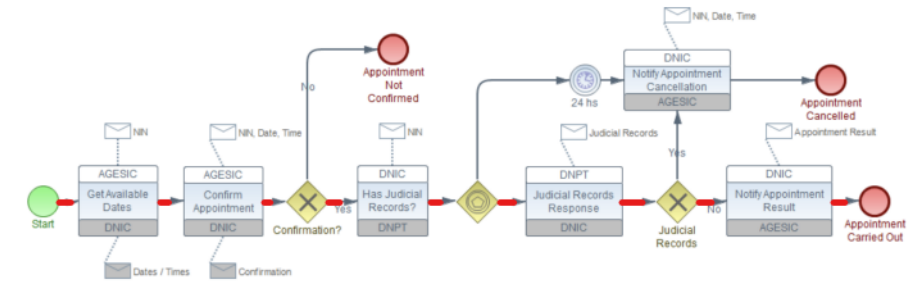 NIN, Date, Time
DNIC
Notify Appointment
Cancellation
AGESIC
No
Appointment
Not
Confirmed
24 hs
Appointment
Cancelled
NIN
NIN, Date, Time
NIN
Judicial Records
Yes
Appointment Result
AGESIC
Get Available
Dates
DNIC
AGESIC
Confirm
Appointment
DNIC
DNIC
Has Judicial
Records?
DNPT
DNPT
Judicial Records
Response
DNIC
DNIC
Notify Appointment
Result
AGESIC
Start
Yes
Confirmation?
No
Judicial
Records
Appointment
Carried Out
Dates / Times
Confirmation